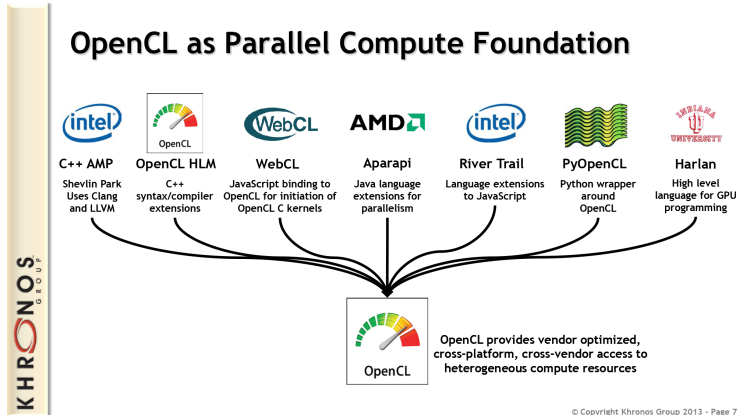 OpenCL as Parallel Compute Foundation
intel
OpenCL
WebCL
AMD
intel
INDIANA
UNIVERSITY
C++ AMP
OpenCL HLM
WebCL
Aparapi
River Trail
PyOpenCL
Harlan
Shevlin Park
Uses Clang
and LLVM
C++
syntax/compiler
extensions
JavaScript binding to
OpenCL for initiation of
OpenCL C kernels
Java language
extensions for
parallelism
Language extensions
to JavaScript
Python wrapper
around
OpenCL
High level
language for GPU
programming
OpenCL
OpenCL provides vendor optimized,
cross-platform, cross-vendor access to
heterogeneous compute resources
KHRONOS
GROUP
© Copyright Khronos Group 2013 - Page 7